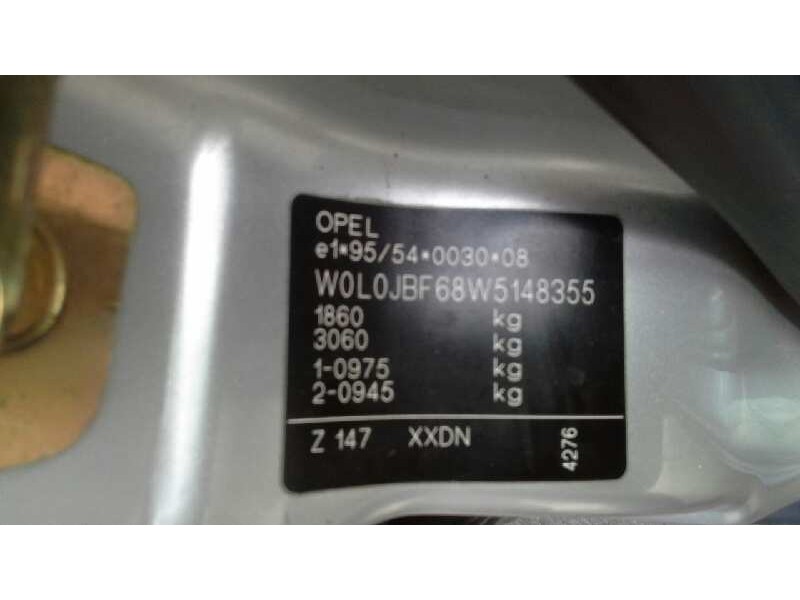 OPEL
e1*95/54*0030*08
W0L0JBF68W5148355
1860 kg
3060 kg
1-0975 kg
2-0945 kg
Z 147 XXDN 4276